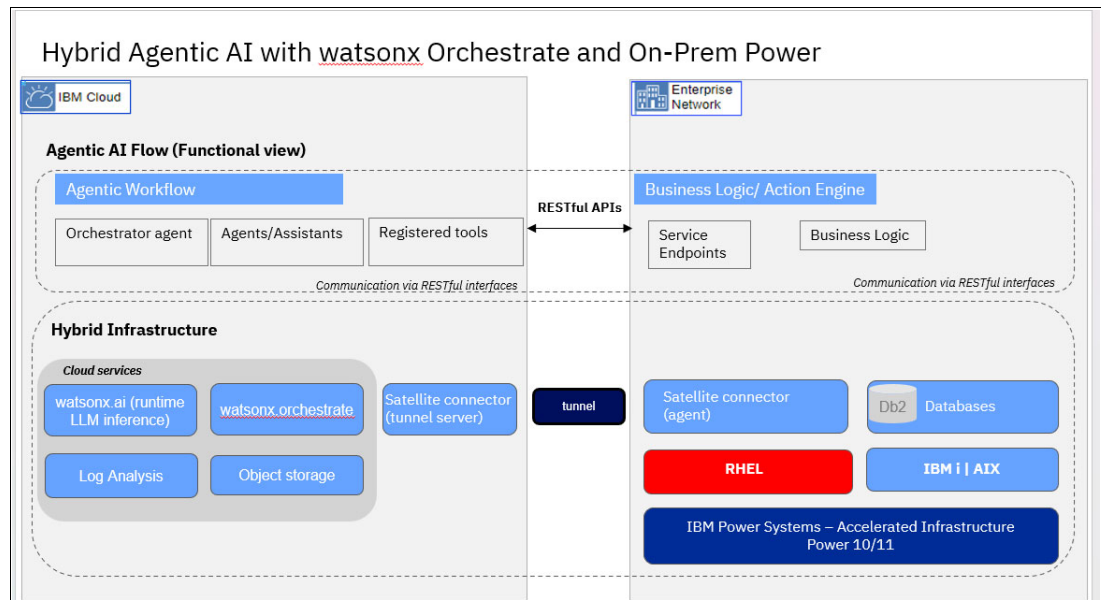 Hybrid Agentic AI with watsonx Orchestrate and On-Prem Power
IBM Cloud
Enterprise
Network
Agentic AI Flow (Functional view)
Agentic Workflow
Orchestrator agent
Agents/Assistants
Registered tools
Communication via RESTful interfaces
RESTful APIs
Business Logic/ Action Engine
Service
Endpoints
Business Logic
Communication via RESTful interfaces
Hybrid Infrastructure
Cloud services
watsonx.ai (runtime
LLM inference)
watsonx.orchestrate
Satellite connector
(tunnel server)
Log Analysis
Object storage
tunnel
Satellite connector
(agent)
Db2
Databases
RHEL
IBM i | AIX
IBM Power Systems – Accelerated Infrastructure
Power 10/11